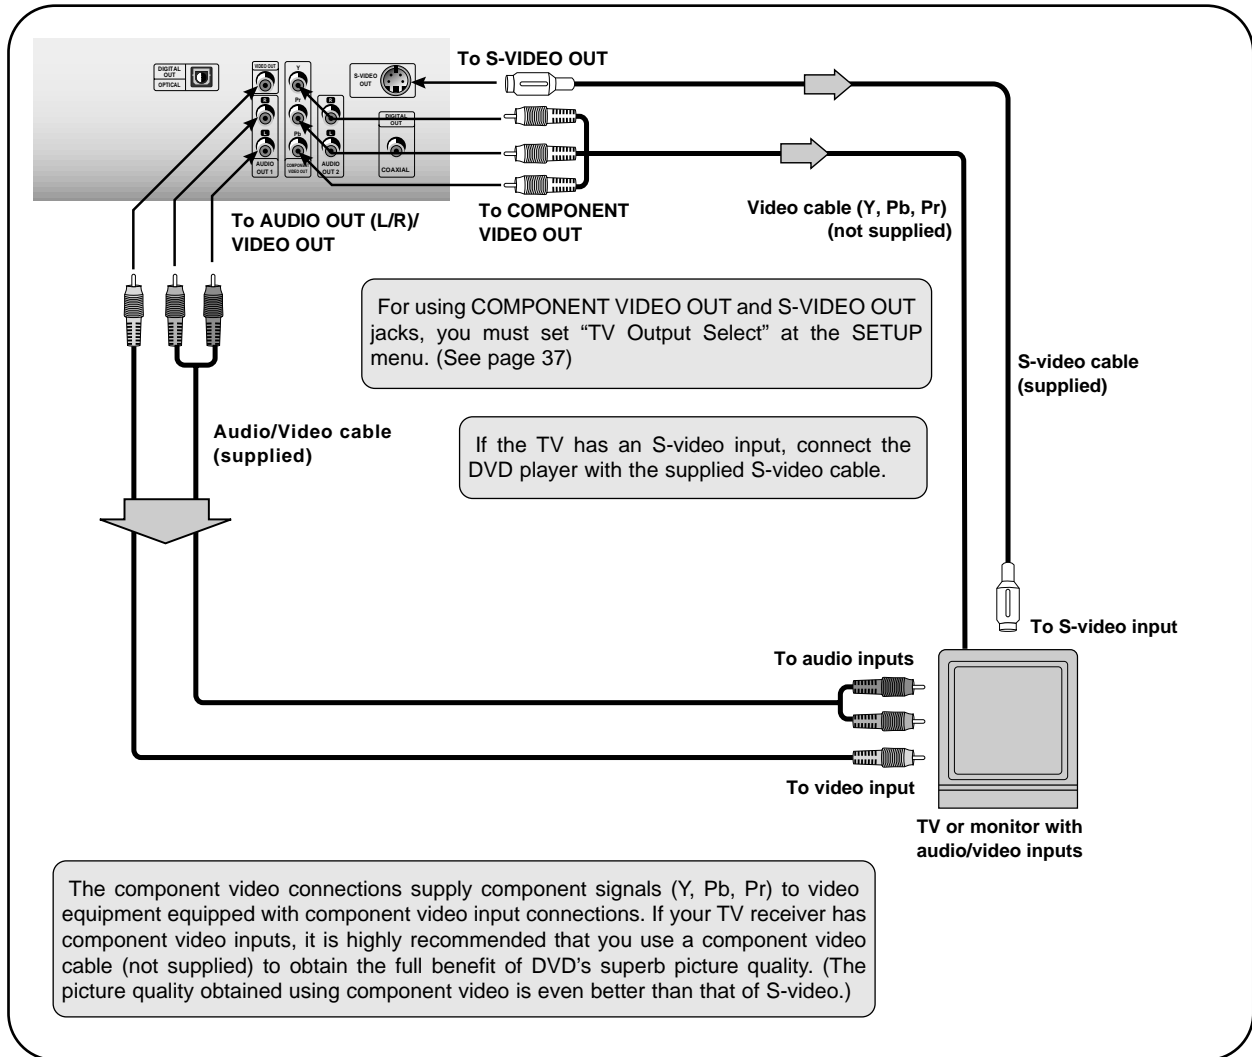 To S-VIDEO OUT
DIGITAL
OUT
OPTICAL
VIDEO OUT
Y
S-VIDEO
OUT
R
Pr
R
DIGITAL
OUT
L
Pb
L
AUDIO
OUT 1
COMPONENT
VIDEO OUT
AUDIO
OUT 2
COAXIAL
To AUDIO OUT (L/R)/
VIDEO OUT
To COMPONENT
VIDEO OUT
Video cable (Y, Pb, Pr)
(not supplied)
For using COMPONENT VIDEO OUT and S-VIDEO OUT
jacks, you must set “TV Output Select” at the SETUP
menu. (See page 37)
S-video cable
(supplied)
Audio/Video cable
(supplied)
If the TV has an S-video input, connect the
DVD player with the supplied S-video cable.
To S-video input
To audio inputs
To video input
TV or monitor with
audio/video inputs
The component video connections supply component signals (Y, Pb, Pr) to video
equipment equipped with component video input connections. If your TV receiver has
component video inputs, it is highly recommended that you use a component video
cable (not supplied) to obtain the full benefit of DVD’s superb picture quality. (The
picture quality obtained using component video is even better than that of S-video.)